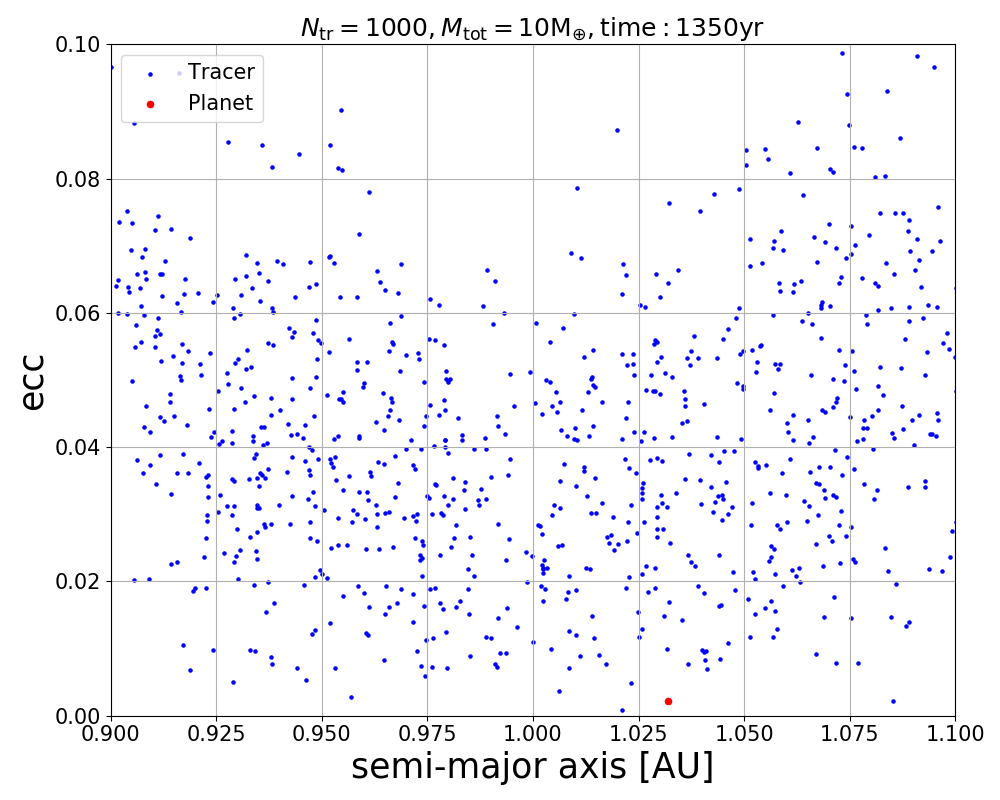 N_tr = 1000, M_tot = 10M_⊕, time : 1350yr
0.10
Tracer
Planet
0.08
0.06
ecc
0.04
0.02
0.00
0.900 0.925 0.950 0.975 1.000 1.025 1.050 1.075 1.100
semi-major axis [AU]